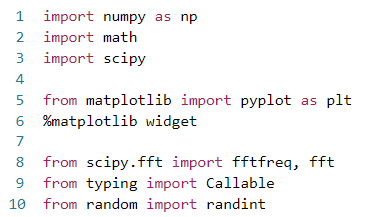 1 import numpy as np
2 import math
3 import scipy
4
5 from matplotlib import pyplot as plt
6 %matplotlib widget
7
8 from scipy.fft import fftfreq, fft
9 from typing import Callable
10 from random import randint